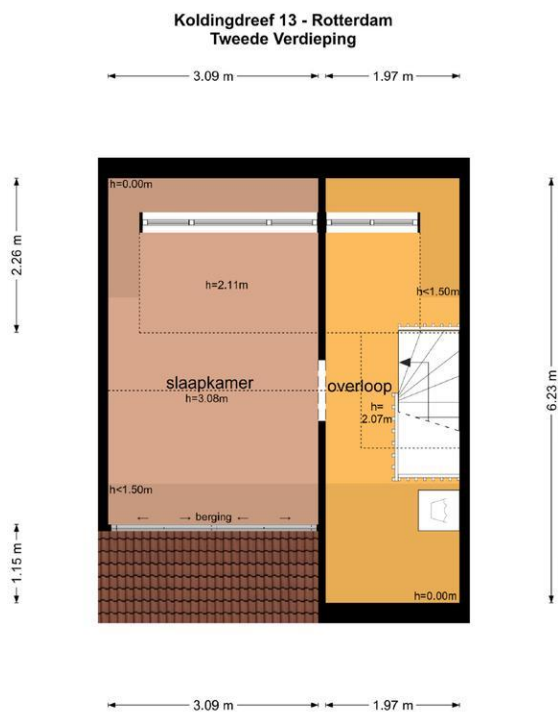 Koldingdreef 13 - Rotterdam
Tweede Verdieping
3.09 m
1.97 m
h=0.00m
2.26 m
h=2.11m
h<1.50m
6.23 m
slaapkamer
h=3.08m
overloop
h=
2.07m
h<1.50m
berging
1.15 m
h=0.00m
3.09 m
1.97 m